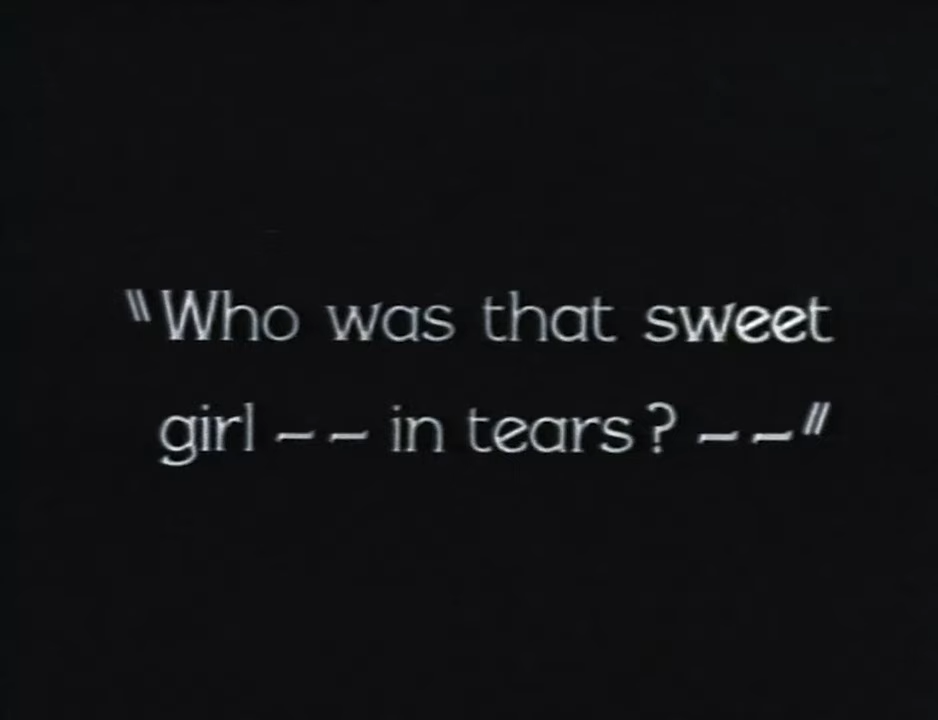 "Who was that sweet
girl -- in tears? --"